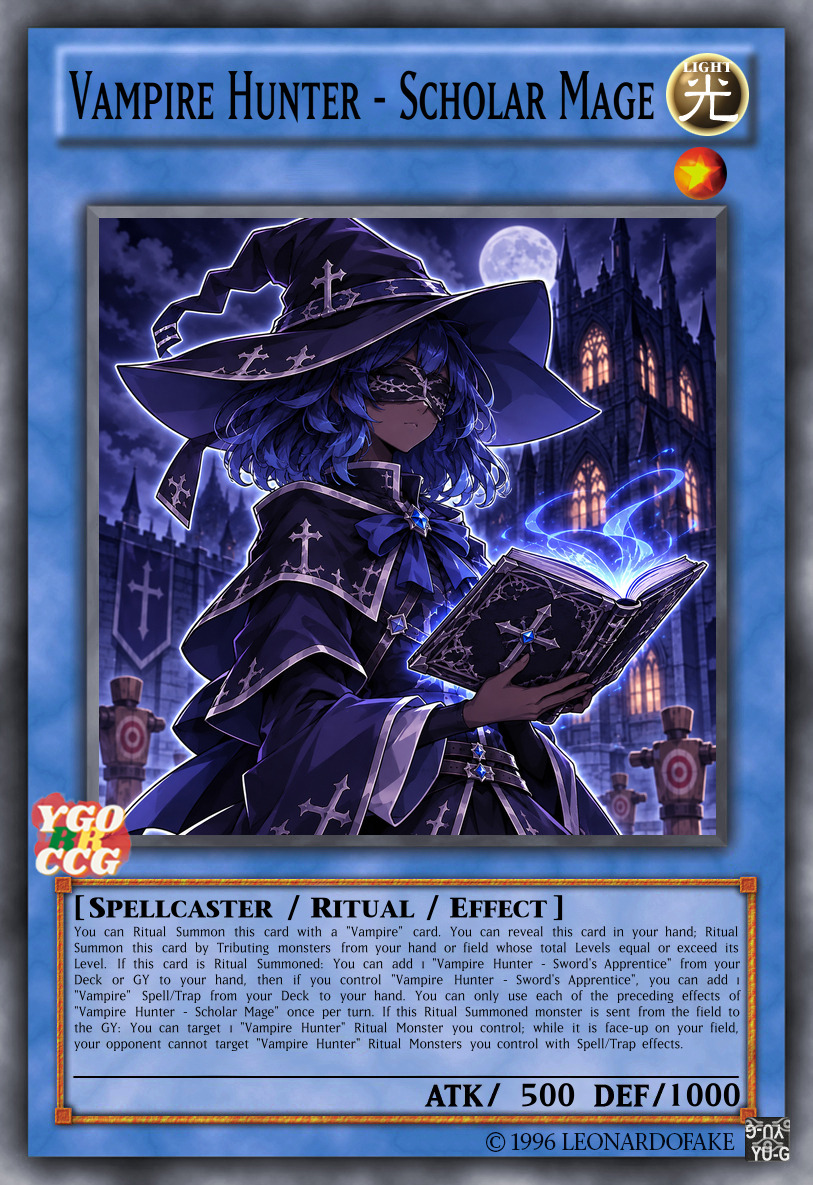 Vampire Hunter - Scholar Mage
LIGHT
光
YGO
RR
CCG
[ Spellcaster / Ritual / Effect ]
You can Ritual Summon this card with a "Vampire" card. You can reveal this card in your hand; Ritual
Summon this card by Tributing monsters from your hand or field whose total Levels equal or exceed its
Level. If this card is Ritual Summoned: You can add 1 "Vampire Hunter - Sword's Apprentice" from your
Deck or GY to your hand, then if you control "Vampire Hunter - Sword's Apprentice", you can add 1
"Vampire" Spell/Trap from your Deck to your hand. You can only use each of the preceding effects of
"Vampire Hunter - Scholar Mage" once per turn. If this Ritual Summoned monster is sent from the field to
the GY: You can target 1 "Vampire Hunter" Ritual Monster you control; while it is face-up on your field,
your opponent cannot target "Vampire Hunter" Ritual Monsters you control with Spell/Trap effects.
ATK/ 500 DEF/1000
© 1996 LEONARDOFAKE
YU-G